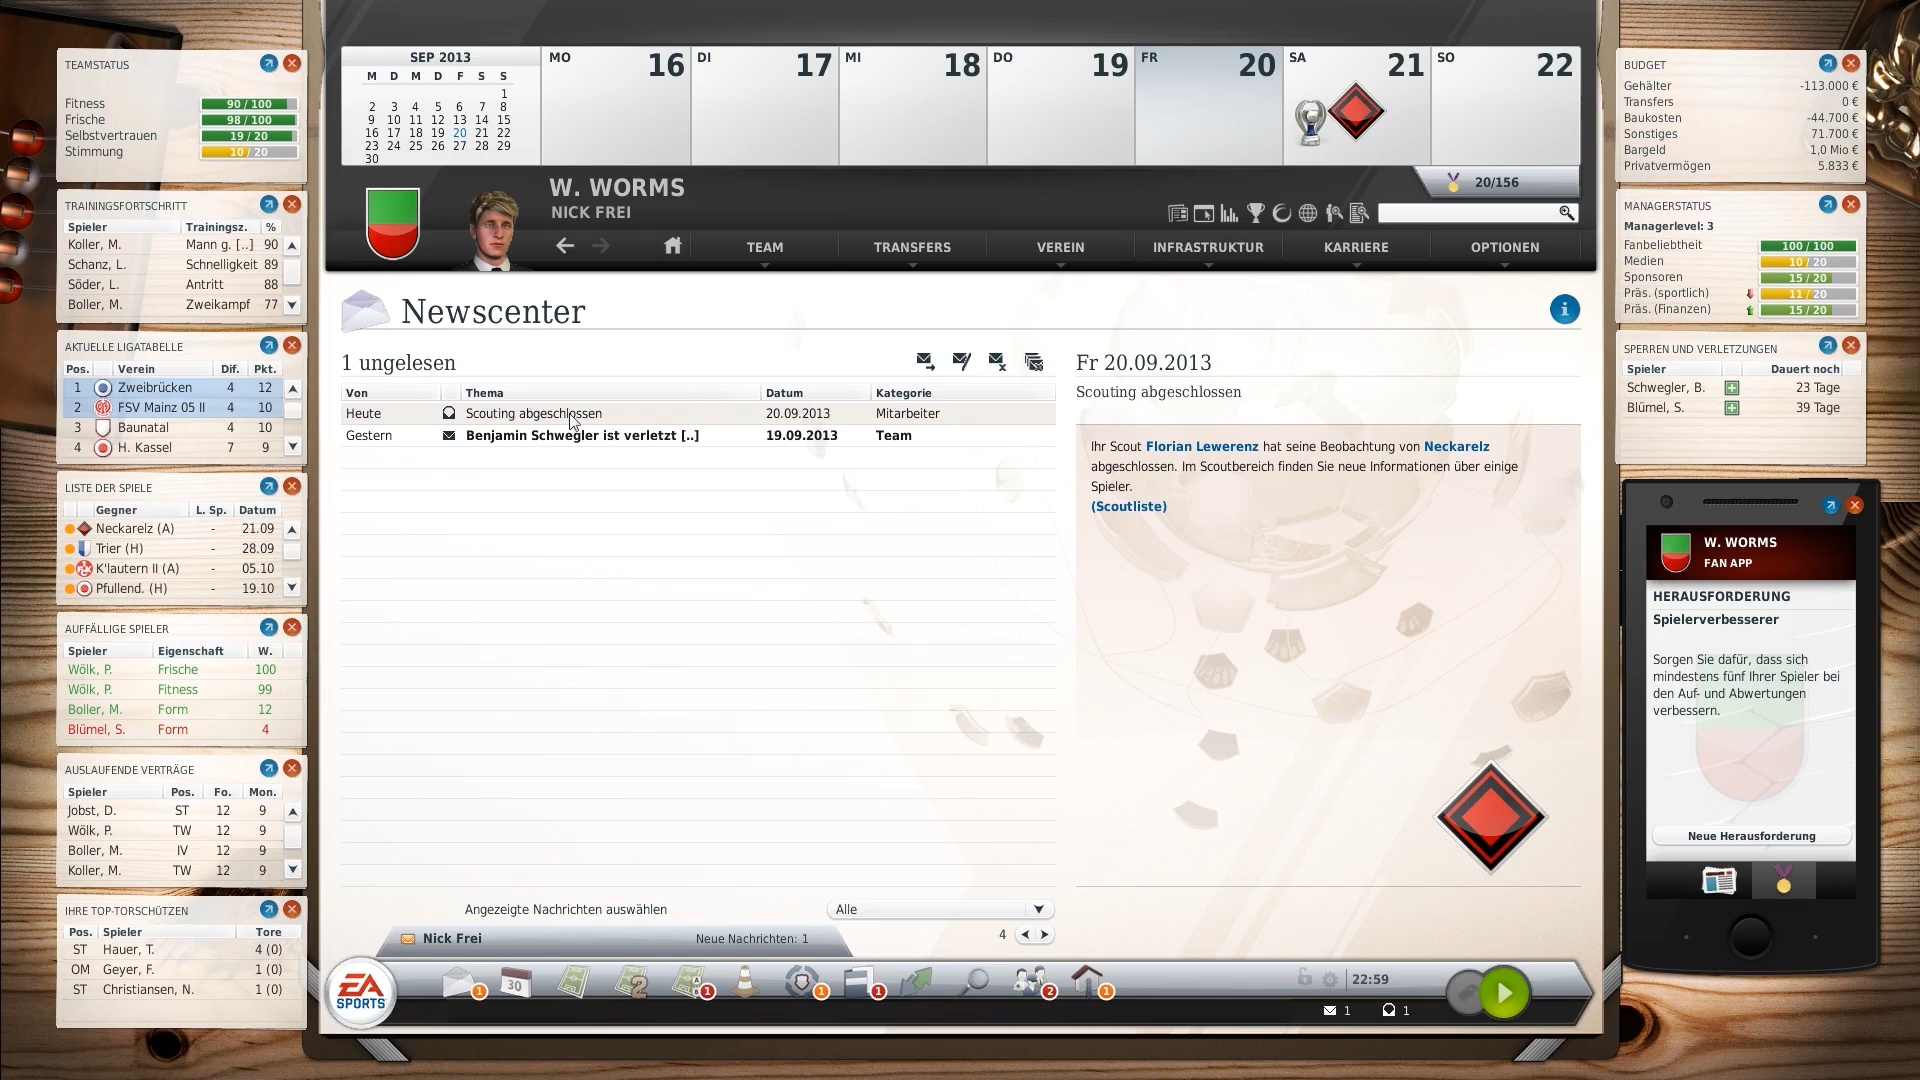 TEAMSTATUS
Fitness 90 / 100
Frische 98 / 100
Selbstvertrauen 19 / 20
Stimmung 10 / 20
TRAININGSFORTSCHRITT
Spieler Trainingsz. %
Koller, M. Mann g. [..] 90
Schanz, L. Schnelligkeit 89
Söder, L. Antritt 88
Boller, M. Zweikampf 77
AKTUELLE LIGATABELLE
Pos. Verein Dif. Pkt.
1 Zweibrücken 4 12
2 FSV Mainz 05 II 4 10
3 Baunatal 4 10
4 H. Kassel 7 9
LISTE DER SPIELE
Gegner L. Sp. Datum
Neckarelz (A) - 21.09
Trier (H) - 28.09
K'lautern II (A) - 05.10
Pfullend. (H) - 19.10
AUFFÄLLIGE SPIELER
Spieler Eigenschaft W.
Wölk, P. Frische 100
Wölk, P. Fitness 99
Boller, M. Form 12
Blümel, S. Form 4
AUSLAUFENDE VERTRÄGE
Spieler Pos. Fo. Mon.
Jobst, D. ST 12 9
Wölk, P. TW 12 9
Boller, M. IV 12 9
Koller, M. TW 12 9
IHRE TOP-TORSCHÜTZEN
Pos. Spieler Tore
ST Hauer, T. 4 (0)
OM Geyer, F. 1 (0)
ST Christiansen, N. 1 (0)
SEP 2013
M D M D F S S
1
2 3 4 5 6 7 8
9 10 11 12 13 14 15
16 17 18 19 20 21 22
23 24 25 26 27 28 29
30
MO 16 DI 17 MI 18 DO 19 FR 20 SA 21 SO 22
20/156
W. WORMS
NICK FREI
TEAM TRANSFERS VEREIN INFRASTRUKTUR KARRIERE OPTIONEN
Newscenter
1 ungelesen
Von Thema Datum Kategorie
Heute Scouting abgeschlossen 20.09.2013 Mitarbeiter
Gestern Benjamin Schwegler ist verletzt [..] 19.09.2013 Team
Fr 20.09.2013
Scouting abgeschlossen
Ihr Scout Florian Lewerenz hat seine Beobachtung von Neckarelz
abgeschlossen. Im Scoutbereich finden Sie neue Informationen über einige
Spieler.
(Scoutliste)
Angezeigte Nachrichten auswählen Alle
4
Nick Frei Neue Nachrichten: 1
EA
SPORTS
1 30 2 1 1 1 2 1
22:59
1 1
BUDGET
Gehälter -113.000 €
Transfers 0 €
Baukosten -44.700 €
Sonstiges 71.700 €
Bargeld 1,0 Mio €
Privatvermögen 5.833 €
MANAGERSTATUS
Managerlevel: 3
Fanbeliebtheit 100 / 100
Medien 10 / 20
Sponsoren 15 / 20
Präs. (sportlich) 11 / 20
Präs. (Finanzen) 15 / 20
SPERREN UND VERLETZUNGEN
Spieler Dauert noch
Schwegler, B. 23 Tage
Blümel, S. 39 Tage
W. WORMS
FAN APP
HERAUSFORDERUNG
Spielerverbesserer
Sorgen Sie dafür, dass sich
mindestens fünf Ihrer Spieler bei
den Auf- und Abwertungen
verbessern.
Neue Herausforderung